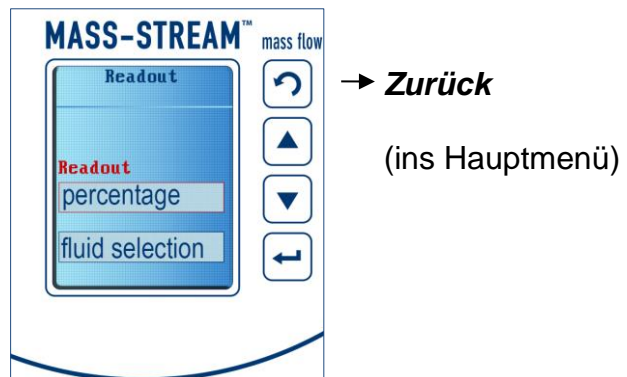 MASS-STREAM™ mass flow
Readout
Zurück
(ins Hauptmenü)
Readout
percentage
fluid selection